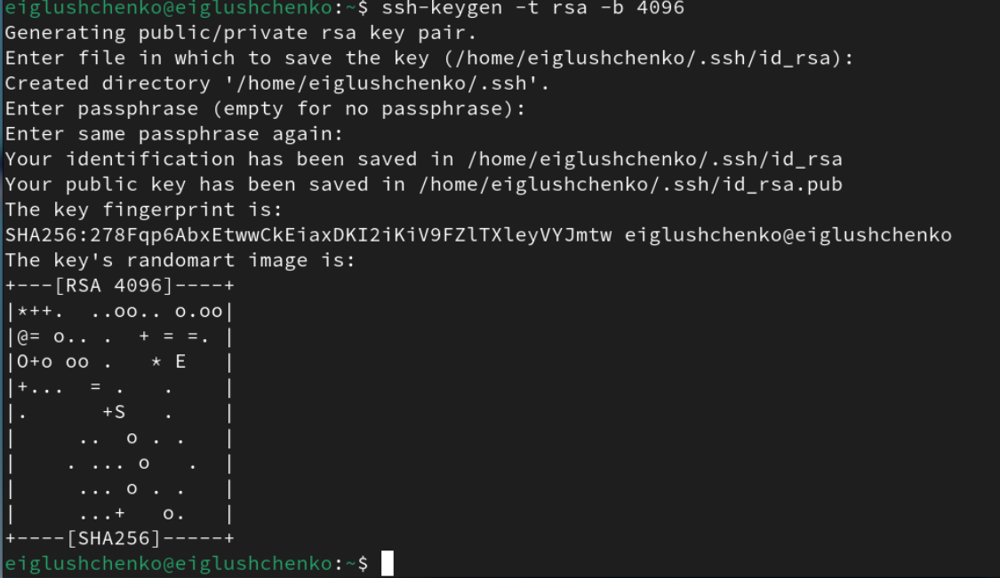 eiglushchenko@eiglushchenko:~$ ssh-keygen -t rsa -b 4096
Generating public/private rsa key pair.
Enter file in which to save the key (/home/eiglushchenko/.ssh/id_rsa):
Created directory '/home/eiglushchenko/.ssh'.
Enter passphrase (empty for no passphrase):
Enter same passphrase again:
Your identification has been saved in /home/eiglushchenko/.ssh/id_rsa
Your public key has been saved in /home/eiglushchenko/.ssh/id_rsa.pub
The key fingerprint is:
SHA256:278Fqp6AbxEtwwCkEiaxDKI2iKiV9FZlTXleyVYJmtw eiglushchenko@eiglushchenko
The key's randomart image is:
+---[RSA 4096]----+
|*++.  ..oo.. o.oo|
|@= o.. .  + = =. |
|O+o oo .   * E   |
|+...  = .   .    |
|.      +S   .    |
|     ..  o . .   |
|    . ... o   .  |
|     ... o . .   |
|     ...+   o.   |
+----[SHA256]-----+
eiglushchenko@eiglushchenko:~$